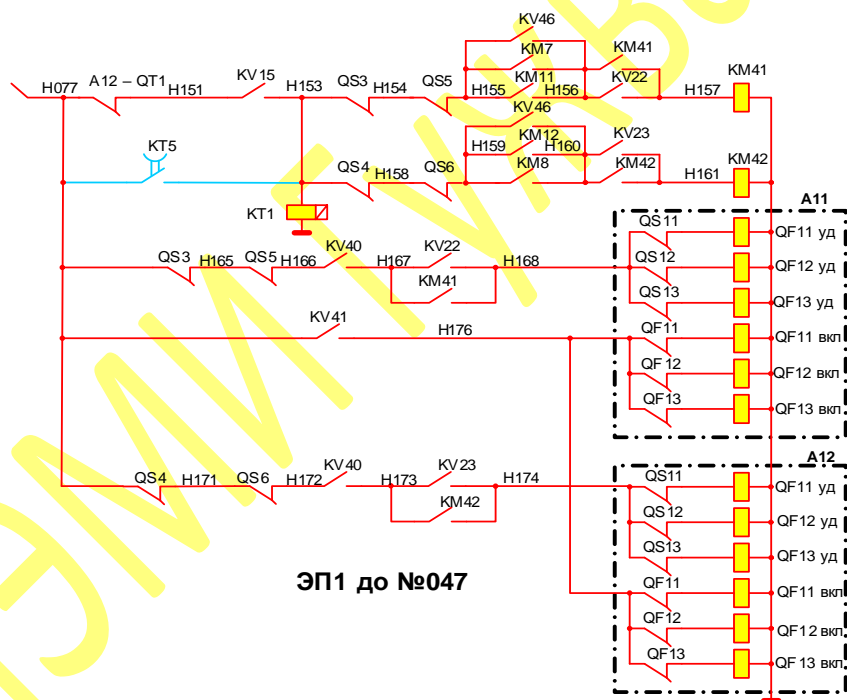 KV46
KM7
KM41
KM41
H077
A12 – QT1
H151
KV15
H153
QS3
H154
QS5
H155
KM11
H156
KV22
H157
KV46
KT5
KM12
KV23
H159
H160
KM42
QS4
H158
QS6
KM8
KM42
H161
KT1
A11
QS11
QF11 уд
QS3
H165
QS5
H166
KV40
H167
KV22
H168
QS12
QF12 уд
KM41
QS13
QF13 уд
KV41
H176
QF11
QF11 вкл
QF12
QF12 вкл
QF13
QF13 вкл
A12
QS4
H171
QS6
H172
KV40
H173
KV23
H174
QS11
QF11 уд
KM42
QS12
QF12 уд
QS13
QF13 уд
ЭП1 до №047
QF11
QF11 вкл
QF12
QF12 вкл
QF13
QF13 вкл